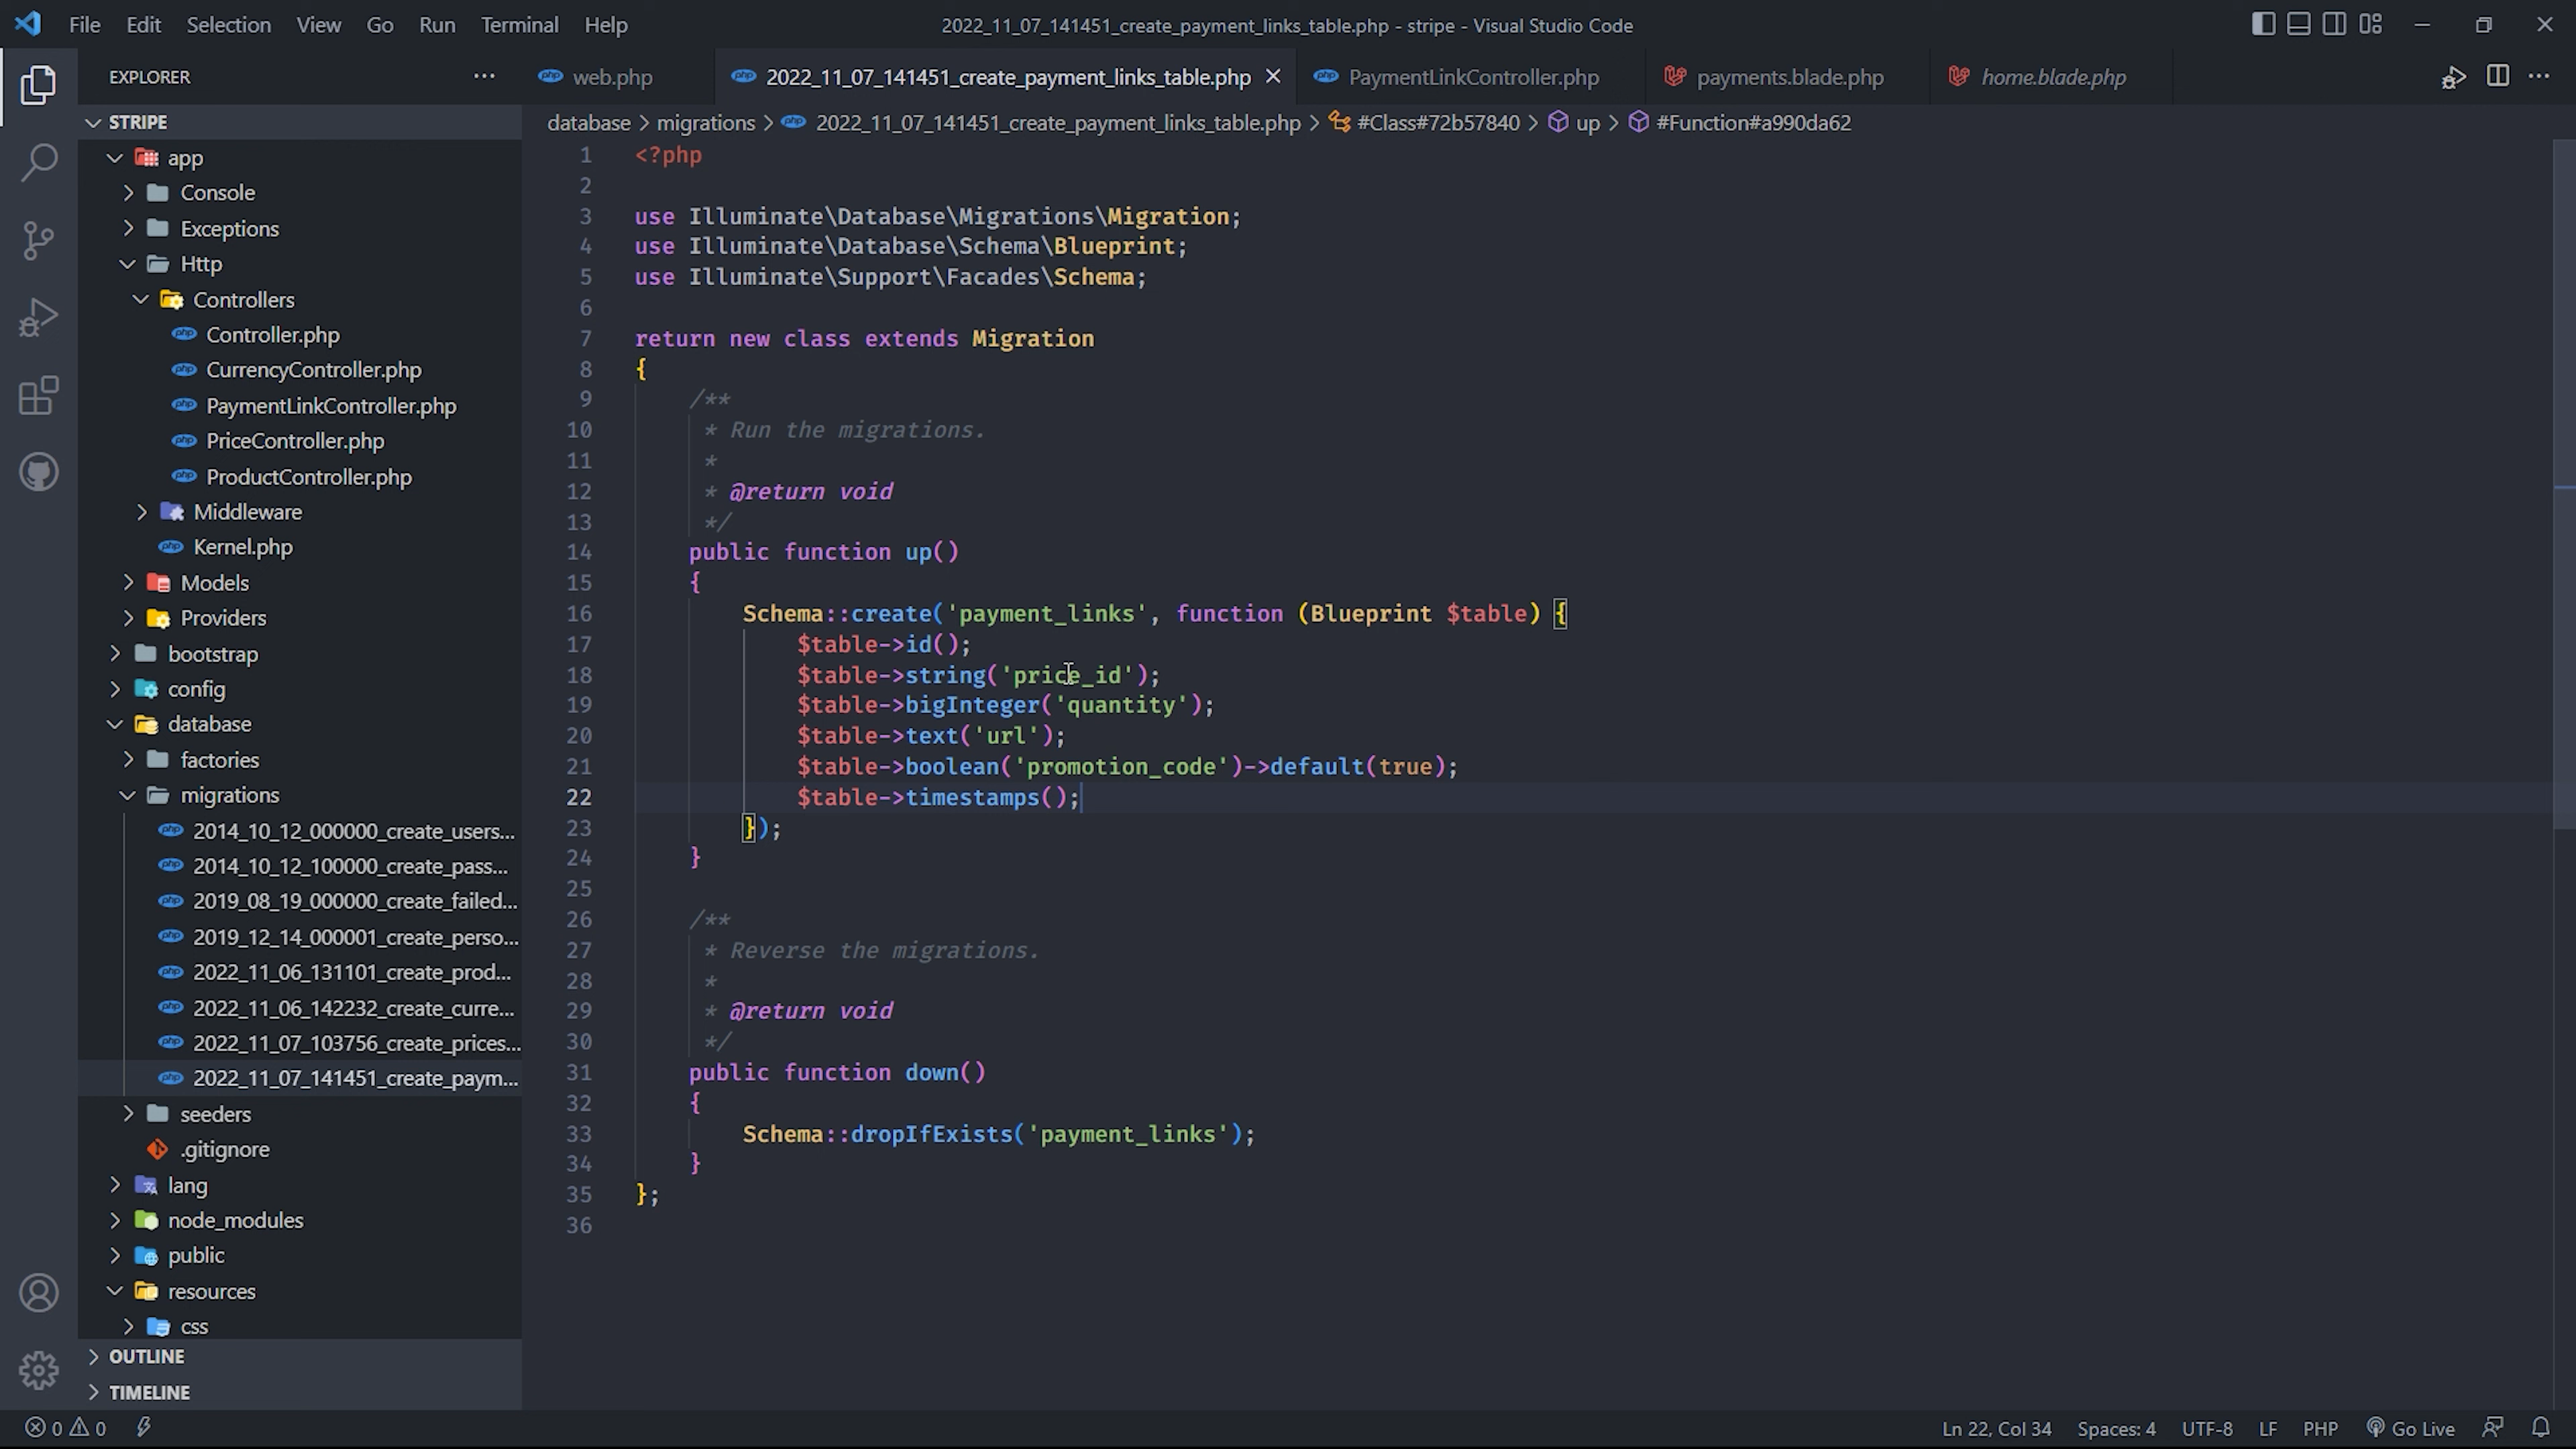 File Edit Selection View Go Run Terminal Help 2022_11_07_141451_create_payment_links_table.php - stripe - Visual Studio Code
EXPLORER
web.php 2022_11_07_141451_create_payment_links_table.php PaymentLinkController.php payments.blade.php home.blade.php
database > migrations > 2022_11_07_141451_create_payment_links_table.php > #Class#72b57840 > up > #Function#a990da62
STRIPE
app
Console
Exceptions
Http
Controllers
Controller.php
CurrencyController.php
PaymentLinkController.php
PriceController.php
ProductController.php
Middleware
Kernel.php
Models
Providers
bootstrap
config
database
factories
migrations
2014_10_12_000000_create_users...
2014_10_12_100000_create_pass...
2019_08_19_000000_create_failed...
2019_12_14_000001_create_perso...
2022_11_06_131101_create_prod...
2022_11_06_142232_create_curre...
2022_11_07_103756_create_prices...
2022_11_07_141451_create_paym...
seeders
.gitignore
lang
node_modules
public
resources
css
OUTLINE
TIMELINE
1 <?php
2
3 use Illuminate\Database\Migrations\Migration;
4 use Illuminate\Database\Schema\Blueprint;
5 use Illuminate\Support\Facades\Schema;
6
7 return new class extends Migration
8 {
9 /**
10 * Run the migrations.
11 *
12 * @return void
13 */
14 public function up()
15 {
16 Schema::create('payment_links', function (Blueprint $table) {
17 $table->id();
18 $table->string('price_id');
19 $table->bigInteger('quantity');
20 $table->text('url');
21 $table->boolean('promotion_code')->default(true);
22 $table->timestamps();
23 });
24 }
25
26 /**
27 * Reverse the migrations.
28 *
29 * @return void
30 */
31 public function down()
32 {
33 Schema::dropIfExists('payment_links');
34 }
35 };
36
0 0 Ln 22, Col 34 Spaces: 4 UTF-8 LF PHP Go Live